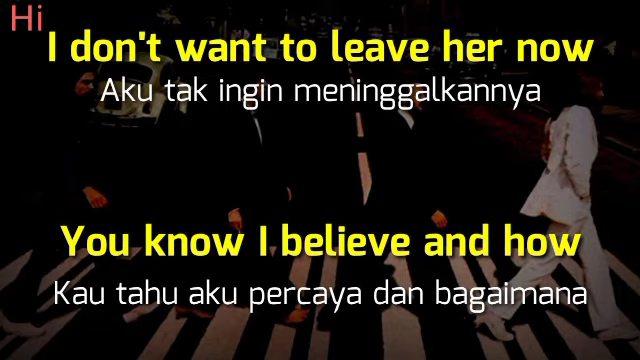 Hi
I don't want to leave her now
Aku tak ingin meninggalkannya
You know I believe and how
Kau tahu aku percaya dan bagaimana